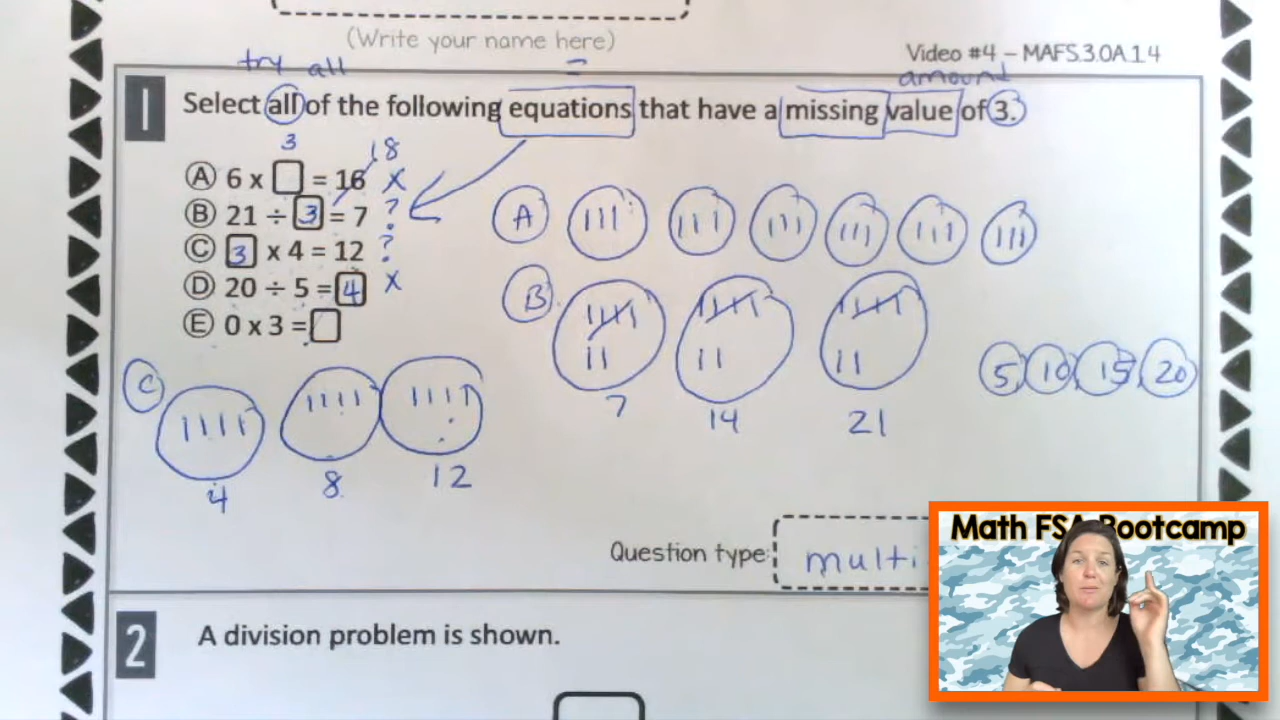 (Write your name here)
Video #4 – MAFS.3.OA.1.4
try all
amount
1
Select all of the following equations that have a missing value of 3.
3
18
A 6 x = 16 x
B 21 ÷ 3 = 7 ?
C 3 x 4 = 12 ?
D 20 ÷ 5 = 4 x
E 0 x 3 =
A
B
7 14 21
5 10 15 20
C
4 8 12
Question type: multi
Math FSA Bootcamp
2
A division problem is shown.